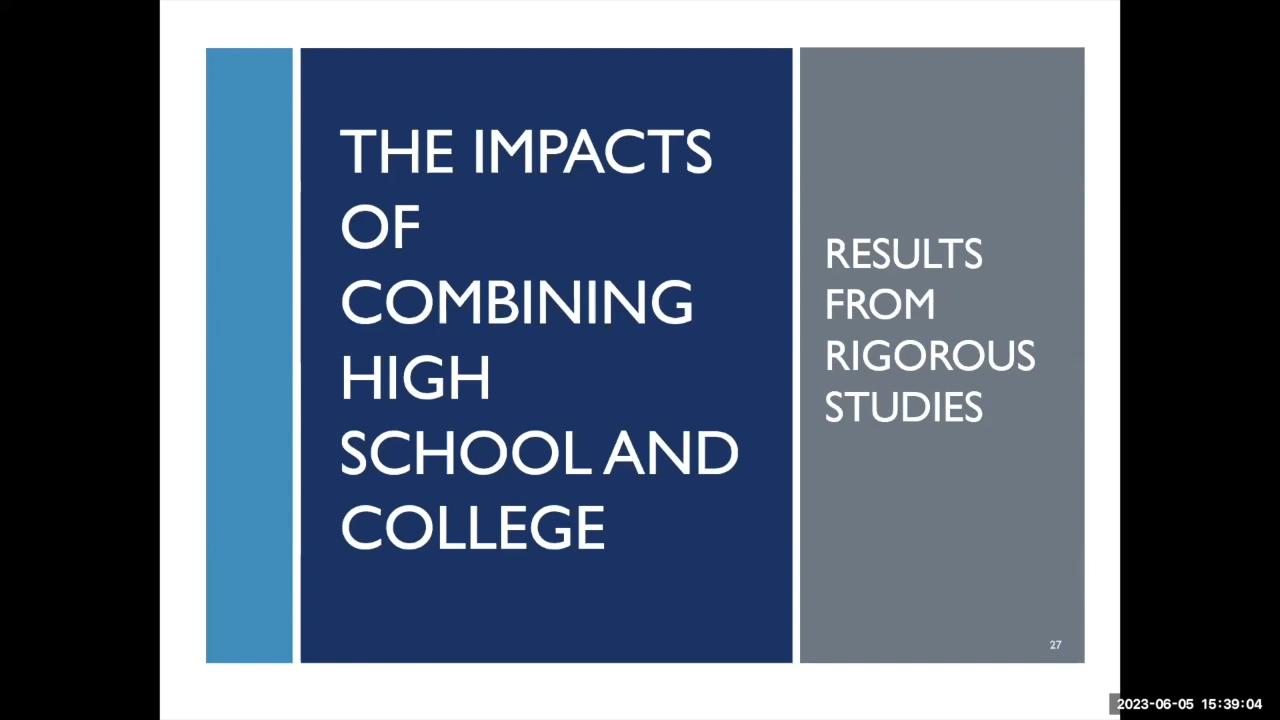 THE IMPACTS
OF
COMBINING
HIGH
SCHOOL AND
COLLEGE
RESULTS
FROM
RIGOROUS
STUDIES
27
2023-06-05 15:39:04